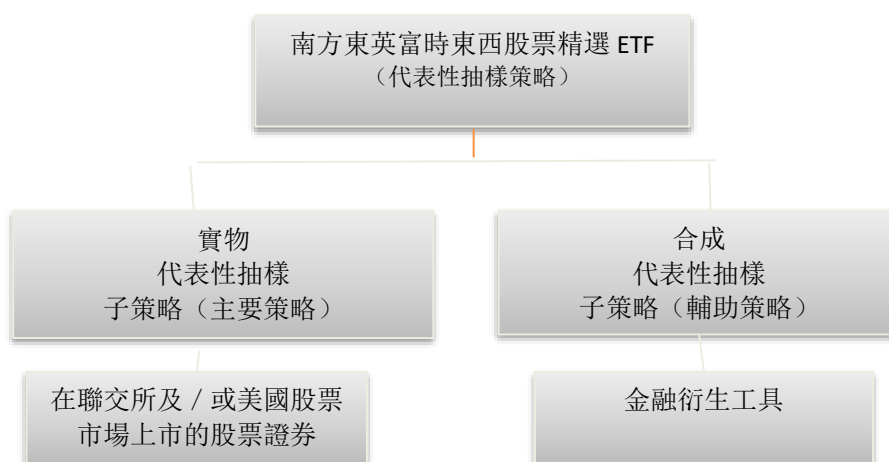 南方東英富時東西股票精選 ETF
（代表性抽樣策略）
實物
代表性抽樣
子策略（主要策略）
合成
代表性抽樣
子策略（輔助策略）
在聯交所及／或美國股票
市場上市的股票證券
金融衍生工具